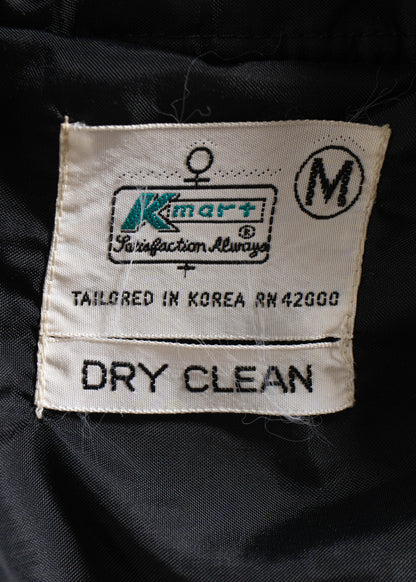 M
Kmart®
Satisfaction Always
TAILORED IN KOREA RN 42000
DRY CLEAN